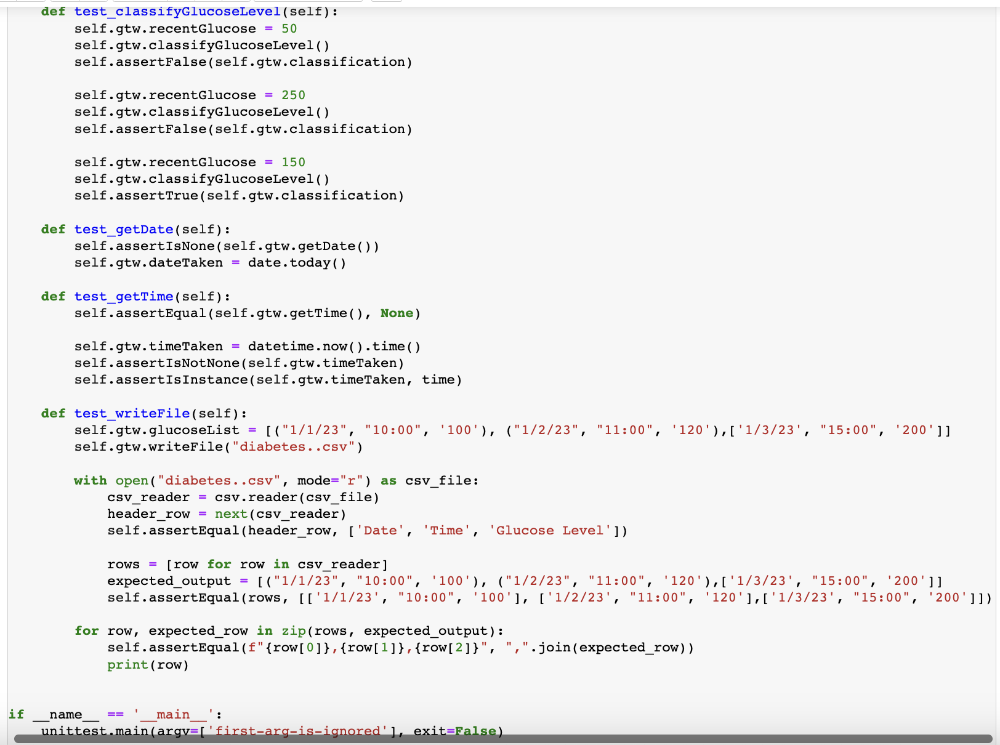 def test_classifyGlucoseLevel(self):
self.gtw.recentGlucose = 50
self.gtw.classifyGlucoseLevel()
self.assertFalse(self.gtw.classification)
self.gtw.recentGlucose = 250
self.gtw.classifyGlucoseLevel()
self.assertFalse(self.gtw.classification)
self.gtw.recentGlucose = 150
self.gtw.classifyGlucoseLevel()
self.assertTrue(self.gtw.classification)
def test_getDate(self):
self.assertIsNone(self.gtw.getDate())
self.gtw.dateTaken = date.today()
def test_getTime(self):
self.assertEqual(self.gtw.getTime(), None)
self.gtw.timeTaken = datetime.now().time()
self.assertIsNotNone(self.gtw.timeTaken)
self.assertIsInstance(self.gtw.timeTaken, time)
def test_writeFile(self):
self.gtw.glucoseList = [("1/1/23", "10:00", '100'), ("1/2/23", "11:00", '120'),['1/3/23', "15:00", '200']]
self.gtw.writeFile("diabetes..csv")
with open("diabetes..csv", mode="r") as csv_file:
csv_reader = csv.reader(csv_file)
header_row = next(csv_reader)
self.assertEqual(header_row, ['Date', 'Time', 'Glucose Level'])
rows = [row for row in csv_reader]
expected_output = [("1/1/23", "10:00", '100'), ("1/2/23", "11:00", '120'),['1/3/23', "15:00", '200']]
self.assertEqual(rows, [['1/1/23', "10:00", '100'], ['1/2/23', "11:00", '120'],['1/3/23', "15:00", '200']])
for row, expected_row in zip(rows, expected_output):
self.assertEqual(f"{row[0]},{row[1]},{row[2]}", ",".join(expected_row))
print(row)
if __name__ == '__main__':
unittest.main(argv=['first-arg-is-ignored'], exit=False)